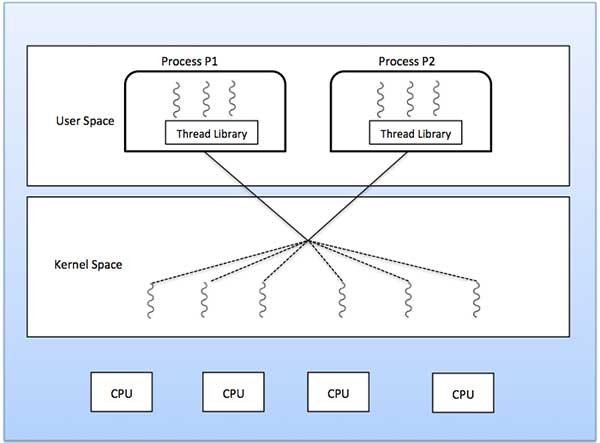 Process P1
Process P2
User Space
Thread Library
Thread Library
Kernel Space
CPU
CPU
CPU
CPU